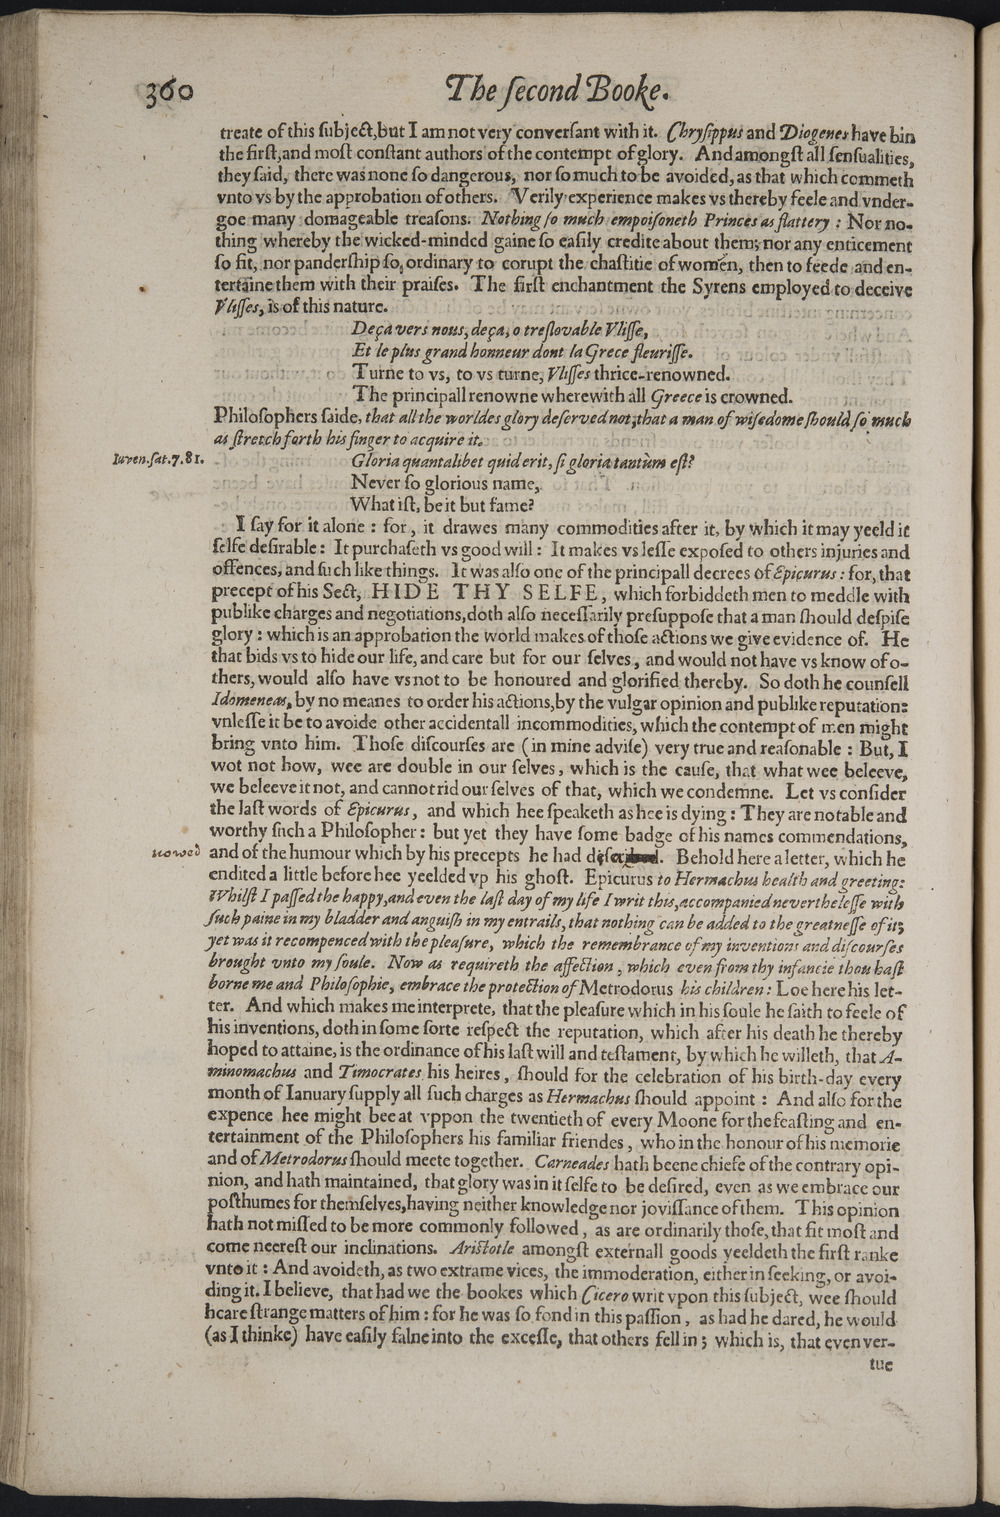 360 The ſecond Booke.
treate of this ſubject, but I am not very converſant with it. Chryſippus and Diogenes have bin
the firſt, and moſt conſtant authors of the contempt of glory. And amongſt all ſenſualities,
they ſaid, there was none ſo dangerous, nor ſo much to be avoided, as that which commeth
vnto vs by the approbation of others. Verily experience makes vs thereby feele and vnder-
goe many domageable treaſons. Nothing ſo much empoiſoneth Princes as flattery : Nor no-
thing whereby the wicked-minded gaine ſo eaſily credite about them; nor any enticement
ſo fit, nor panderſhip ſo, ordinary to corupt the chaſtitie of women, then to feede and en-
tertaine them with their praiſes. The firſt enchantment the Syrens employed to deceive
Vliſſes, is of this nature.
Deça vers nous, deça, o treſlovable Vliſſe,
Et le plus grand honneur dont la Grece fleuriſſe.
Turne to vs, to vs turne, Vliſſes thrice-renowned.
The principall renowne wherewith all Greece is crowned.
Philoſophers ſaide, that all the worldes glory deſerved not, that a man of wiſedome ſhould ſo much
as ſtretch forth his finger to acquire it.
Iuven.ſat.7.81. Gloria quantalibet quid erit, ſi gloria tantùm eſt?
Never ſo glorious name,
What iſt, be it but fame?
I ſay for it alone : for, it drawes many commodities after it, by which it may yeeld it
ſelfe deſirable : It purchaſeth vs good will : It makes vs leſſe expoſed to others injuries and
offences, and ſuch like things. It was alſo one of the principall decrees of Epicurus : for, that
precept of his Sect, HIDE THY SELFE, which forbiddeth men to meddle with
publike charges and negotiations, doth alſo neceſſarily preſuppoſe that a man ſhould deſpiſe
glory : which is an approbation the world makes of thoſe actions we give evidence of. He
that bids vs to hide our life, and care but for our ſelves, and would not have vs know of o-
thers, would alſo have vs not to be honoured and glorified thereby. So doth he counſell
Idomeneas, by no meanes to order his actions, by the vulgar opinion and publike reputation:
vnleſſe it be to avoide other accidentall incommodities, which the contempt of men might
bring vnto him. Thoſe diſcourſes are (in mine adviſe) very true and reaſonable : But, I
wot not how, wee are double in our ſelves, which is the cauſe, that what wee beleeve,
we beleeve it not, and cannot rid our ſelves of that, which we condemne. Let vs conſider
the laſt words of Epicurus, and which hee ſpeaketh as hee is dying : They are notable and
worthy ſuch a Philoſopher : but yet they have ſome badge of his names commendations,
and of the humour which by his precepts he had. Behold here a letter, which he
endited a little before hee yeelded vp his ghoſt. Epicurus to Hermachus health and greeting:
Whilſt I paſſed the happy, and even the laſt day of my life I writ this, accompanied nevertheleſſe with
ſuch paine in my bladder and anguiſh in my entrails, that nothing can be added to the greatneſſe of it;
yet was it recompenced with the pleaſure, which the remembrance of my inventions and diſcourſes
brought vnto my ſoule. Now as requireth the affection, which even from thy infancie thou haſt
borne me and Philoſophie, embrace the protection of Metrodorus his children : Loe here his let-
ter. And which makes me interprete, that the pleaſure which in his ſoule he ſaith to feele of
his inventions, doth in ſome ſorte reſpect the reputation, which after his death he thereby
hoped to attaine, is the ordinance of his laſt will and teſtament, by which he willeth, that A-
minomachus and Timocrates his heires, ſhould for the celebration of his birth-day every
month of Ianuary ſupply all ſuch charges as Hermachus ſhould appoint : And alſo for the
expence hee might bee at vppon the twentieth of every Moone for the feaſting and en-
tertainment of the Philoſophers his familiar friendes, who in the honour of his memorie
and of Metrodorus ſhould meete together. Carneades hath beene chiefe of the contrary opi-
nion, and hath maintained, that glory was in it ſelfe to be deſired, even as we embrace our
poſthumes for themſelves, having neither knowledge nor joviſſance of them. This opinion
hath not miſſed to be more commonly followed, as are ordinarily thoſe, that fit moſt and
come neereſt our inclinations. Ariſtotle amongſt externall goods yeeldeth the firſt ranke
vnto it : And avoideth, as two extrame vices, the immoderation, either in ſeeking, or avoi-
ding it. I believe, that had we the bookes which Cicero writ vpon this ſubject, wee ſhould
heare ſtrange matters of him : for he was ſo fond in this paſſion, as had he dared, he would
(as I thinke) have eaſily falne into the exceſſe, that others fell in ; which is, that even ver-
tue